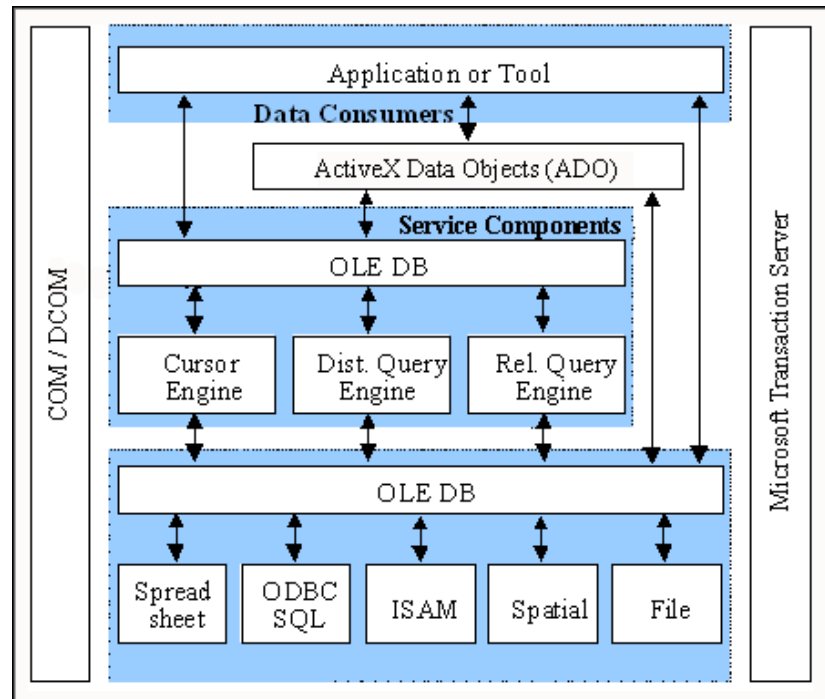 Application or Tool
Data Consumers
ActiveX Data Objects (ADO)
Service Components
OLE DB
Cursor
Engine
Dist. Query
Engine
Rel. Query
Engine
OLE DB
Spread
sheet
ODBC
SQL
ISAM
Spatial
File
COM / DCOM
Microsoft Transaction Server